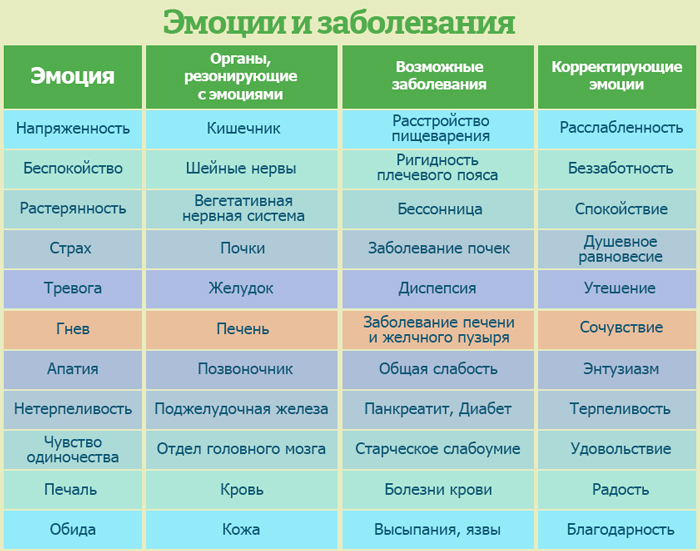 Эмоции и заболевания
Эмоция
Органы,
резонирующие
с эмоциями
Возможные
заболевания
Корректирующие
эмоции
Напряженность
Кишечник
Расстройство
пищеварения
Расслабленность
Беспокойство
Шейные нервы
Ригидность
плечевого пояса
Беззаботность
Растерянность
Вегетативная
нервная система
Бессонница
Спокойствие
Страх
Почки
Заболевание почек
Душевное
равновесие
Тревога
Желудок
Диспепсия
Утешение
Гнев
Печень
Заболевание печени
и желчного пузыря
Сочувствие
Апатия
Позвоночник
Общая слабость
Энтузиазм
Нетерпеливость
Поджелудочная железа
Панкреатит, Диабет
Терпеливость
Чувство
одиночества
Отдел головного мозга
Старческое слабоумие
Удовольствие
Печаль
Кровь
Болезни крови
Радость
Обида
Кожа
Высыпания, язвы
Благодарность